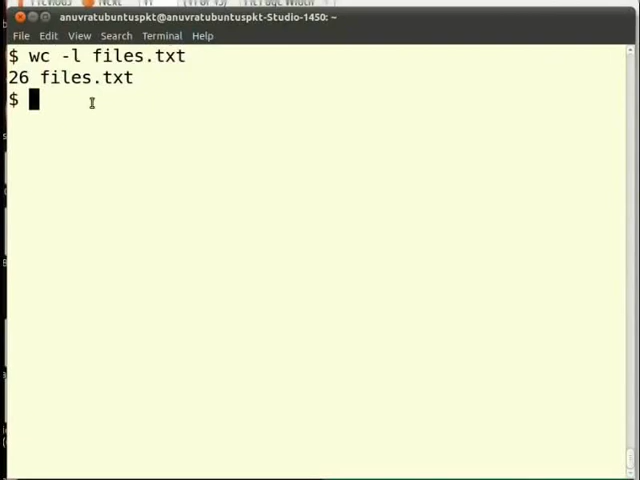 anuvratubuntuspkt@anuvratubuntuspkt-Studio-1450: ~
File Edit View Search Terminal Help
$ wc -l files.txt
26 files.txt
$